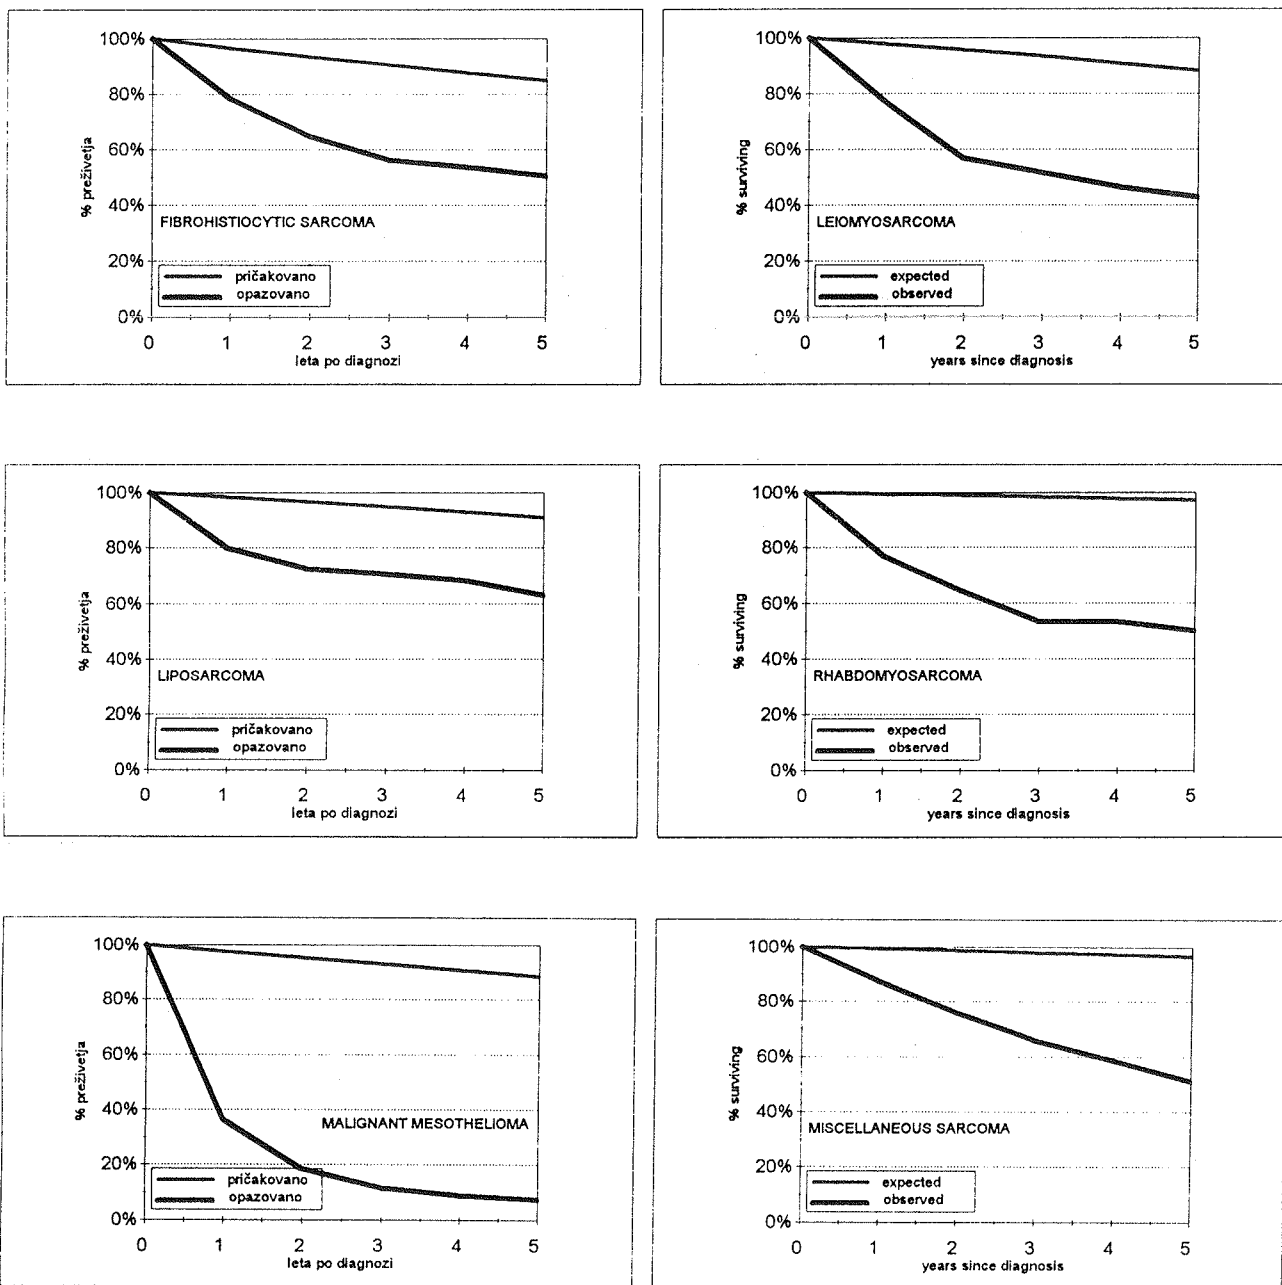 100%
80%
60%
40%
20%
0%
% preživetja
FIBROHISTIOCYTIC SARCOMA
pričakovano
opazovano
0 1 2 3 4 5
leta po diagnozi
100%
80%
60%
40%
20%
0%
% surviving
LEIOMYOSARCOMA
expected
observed
0 1 2 3 4 5
years since diagnosis
100%
80%
60%
40%
20%
0%
% preživetja
LIPOSARCOMA
pričakovano
opazovano
0 1 2 3 4 5
leta po diagnozi
100%
80%
60%
40%
20%
0%
% surviving
RHABDOMYOSARCOMA
expected
observed
0 1 2 3 4 5
years since diagnosis
100%
80%
60%
40%
20%
0%
% preživetja
MALIGNANT MESOTHELIOMA
pričakovano
opazovano
0 1 2 3 4 5
leta po diagnozi
100%
80%
60%
40%
20%
0%
% surviving
MISCELLANEOUS SARCOMA
expected
observed
0 1 2 3 4 5
years since diagnosis